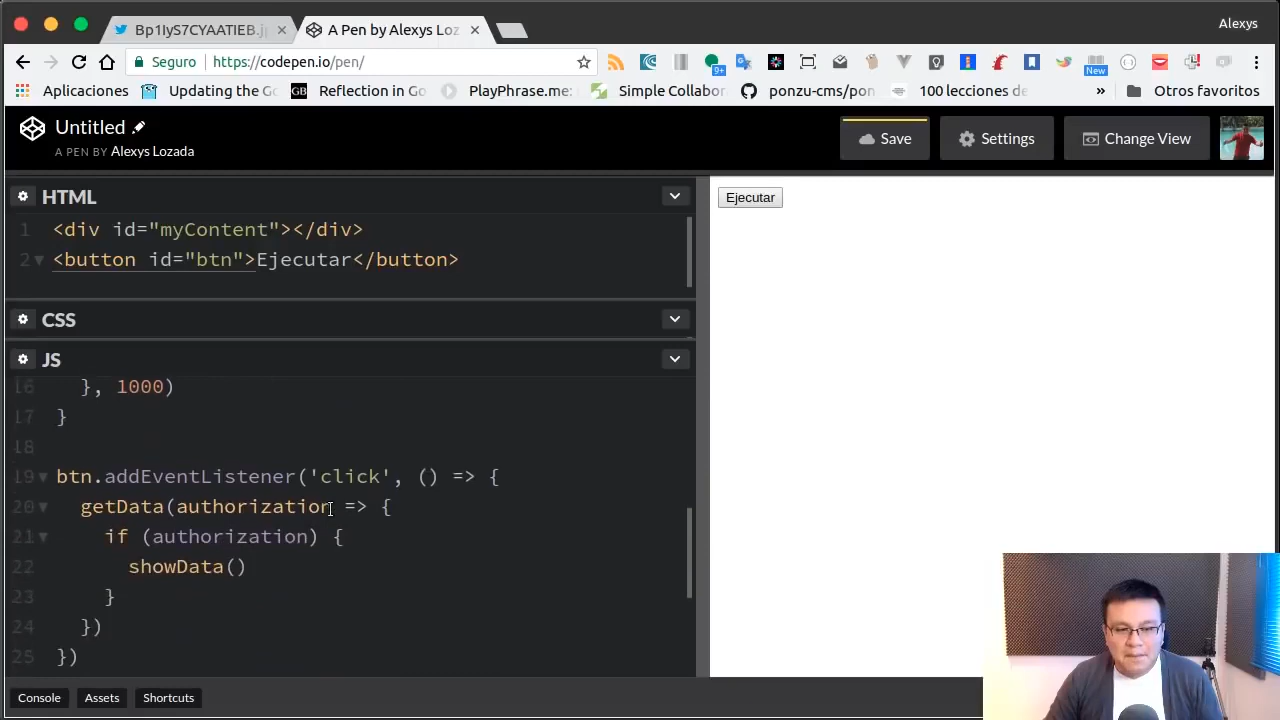 Alexys
Bp1IyS7CYAATIEB.j
A Pen by Alexys Loz
Seguro
https://codepen.io/pen/
9+
New
Aplicaciones
Updating the G
GB
Reflection in Go
PlayPhrase.me:
Simple Collabor
ponzu-cms/pon
100 lecciones de
»
Otros favoritos
Untitled
A PEN BY Alexys Lozada
Save
Settings
Change View
HTML
1 <div id="myContent"></div>
2 <button id="btn">Ejecutar</button>
Ejecutar
CSS
JS
16 }, 1000)
17 }
18
19 btn.addEventListener('click', () => {
20 getData(authorization => {
21 if (authorization) {
22 showData()
23 }
24 })
25 })
Console
Assets
Shortcuts